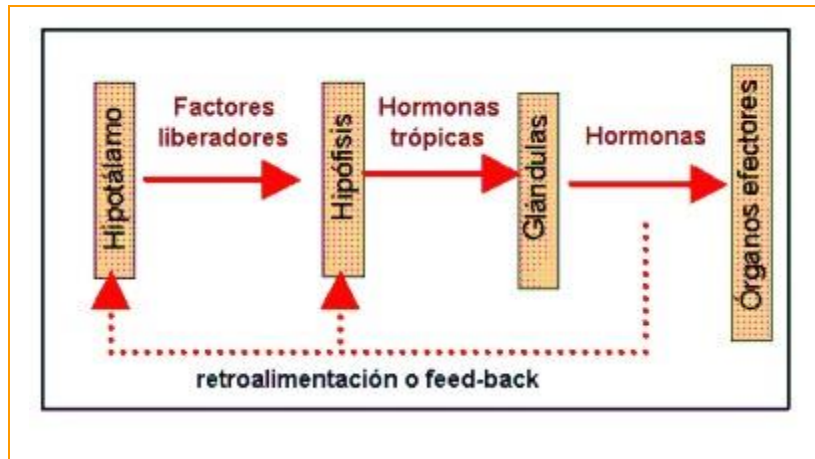 Hipotálamo
Factores
liberadores
Hipófisis
Hormonas
trópicas
Glándulas
Hormonas
Órganos efectores
retroalimentación o feed-back